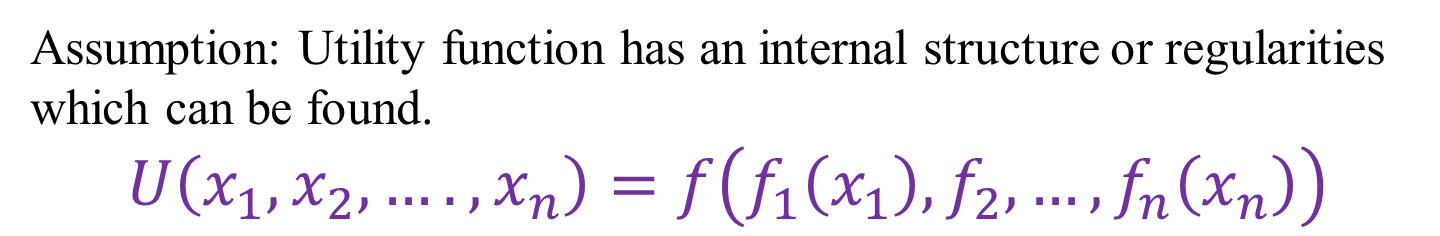 Assumption: Utility function has an internal structure or regularities
which can be found.
U(x₁, x₂, … . , xₙ) = f(f₁(x₁), f₂, … , fₙ(xₙ))